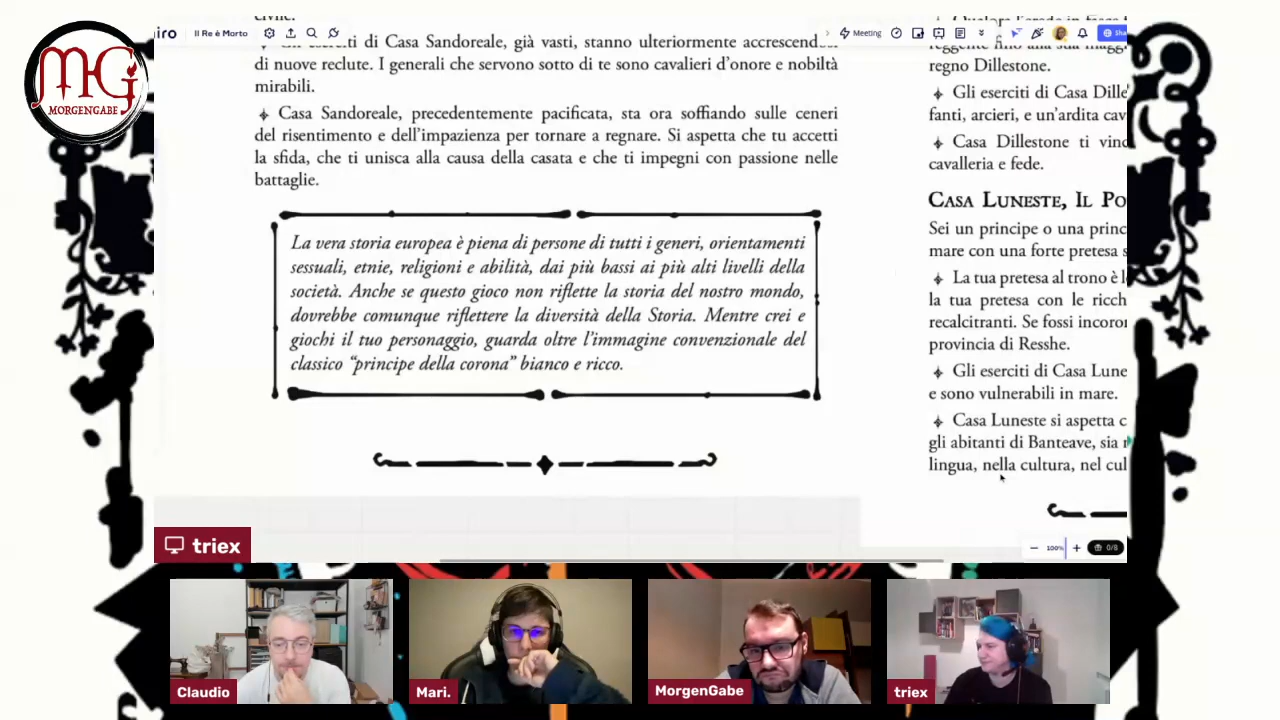 MG
MORGENGABE
iro
Il Re è Morto
Meeting
Sha
civile.
Gli eserciti di Casa Sandoreale, già vasti, stanno ulteriormente accrescendosi
di nuove reclute. I generali che servono sotto di te sono cavalieri d'onore e nobiltà
mirabili.
Casa Sandoreale, precedentemente pacificata, sta ora soffiando sulle ceneri
del risentimento e dell'impazienza per tornare a regnare. Si aspetta che tu accetti
la sfida, che ti unisca alla causa della casata e che ti impegni con passione nelle
battaglie.
La vera storia europea è piena di persone di tutti i generi, orientamenti
sessuali, etnie, religioni e abilità, dai più bassi ai più alti livelli della
società. Anche se questo gioco non riflette la storia del nostro mondo,
dovrebbe comunque riflettere la diversità della Storia. Mentre crei e
giochi il tuo personaggio, guarda oltre l'immagine convenzionale del
classico “principe della corona” bianco e ricco.
regno Dillestone.
Gli eserciti di Casa Dille
fanti, arcieri, e un'ardita cav
Casa Dillestone ti vinc
cavalleria e fede.
Casa Luneste, Il Po
Sei un principe o una princ
mare con una forte pretesa s
La tua pretesa al trono è l
la tua pretesa con le ricch
recalcitranti. Se fossi incoron
provincia di Resshe.
Gli eserciti di Casa Lune
e sono vulnerabili in mare.
Casa Luneste si aspetta c
gli abitanti di Banteave, sia n
lingua, nella cultura, nel cul
100%
0/8
triex
Claudio
Mari.
MorgenGabe
triex